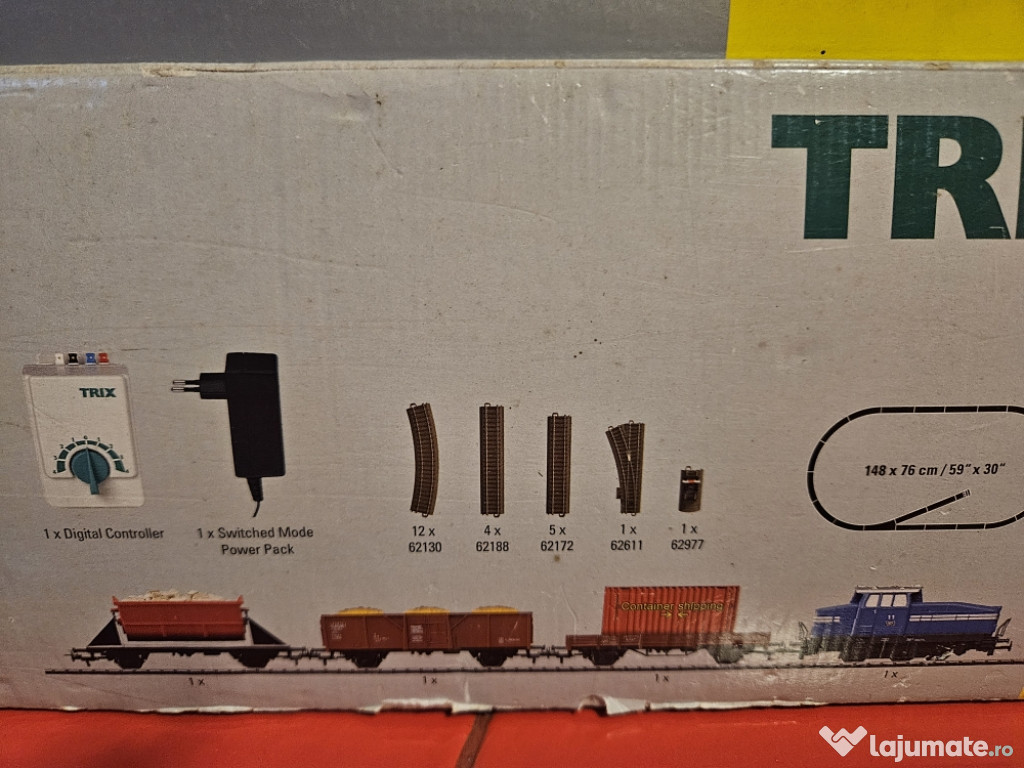 TRI
TRIX
148 x 76 cm / 59" x 30"
1 x Digital Controller
1 x Switched Mode
Power Pack
12 x
62130
4 x
62188
5 x
62172
1 x
62611
1 x
62977
Container shipping
1 x
1 x
1 x
1 x
lajumate.ro